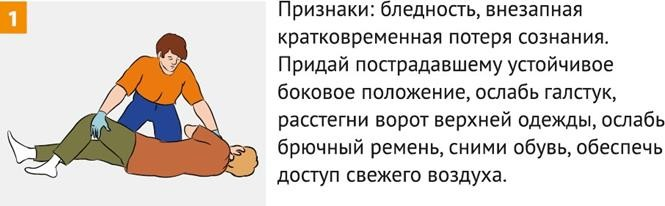 1
Признаки: бледность, внезапная
кратковременная потеря сознания.
Придай пострадавшему устойчивое
боковое положение, ослабь галстук,
расстегни ворот верхней одежды, ослабь
брючный ремень, сними обувь, обеспечь
доступ свежего воздуха.